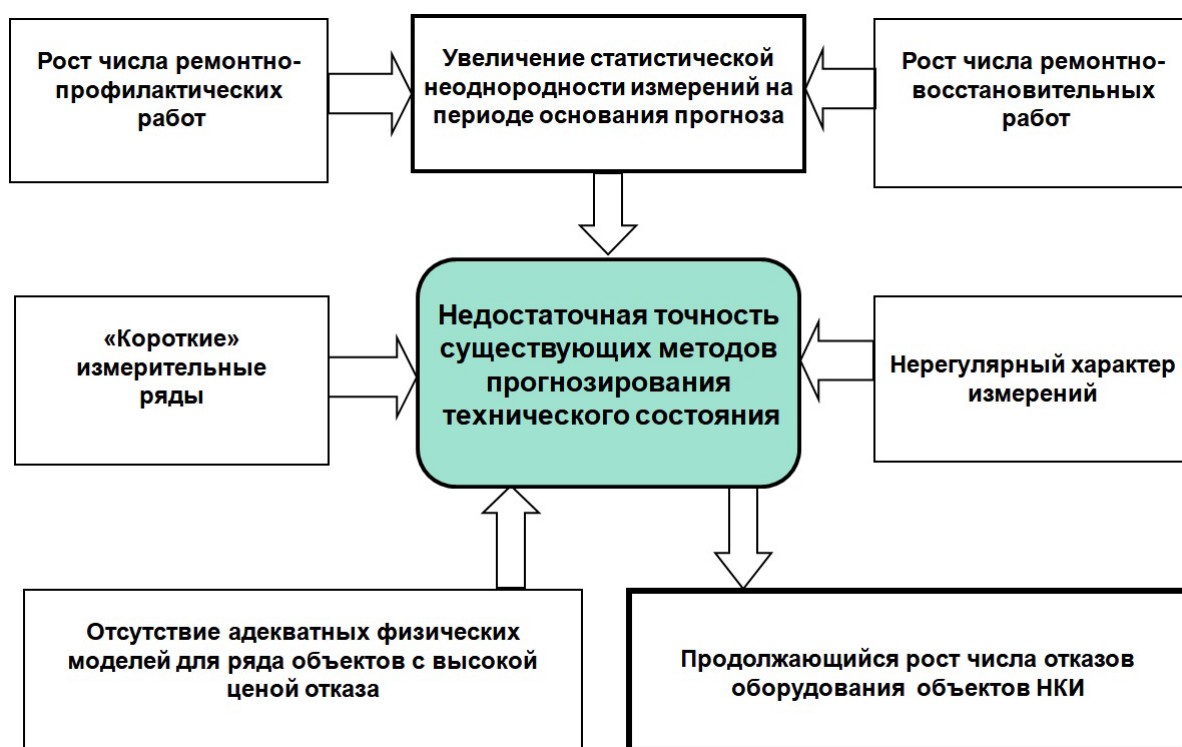 Рост числа ремонтно-
профилактических
работ
Увеличение статистической
неоднородности измерений на
периоде основания прогноза
Рост числа ремонтно-
восстановительных
работ
«Короткие»
измерительные
ряды
Недостаточная точность
существующих методов
прогнозирования
технического состояния
Нерегулярный характер
измерений
Отсутствие адекватных физических
моделей для ряда объектов с высокой
ценой отказа
Продолжающийся рост числа отказов
оборудования объектов НКИ